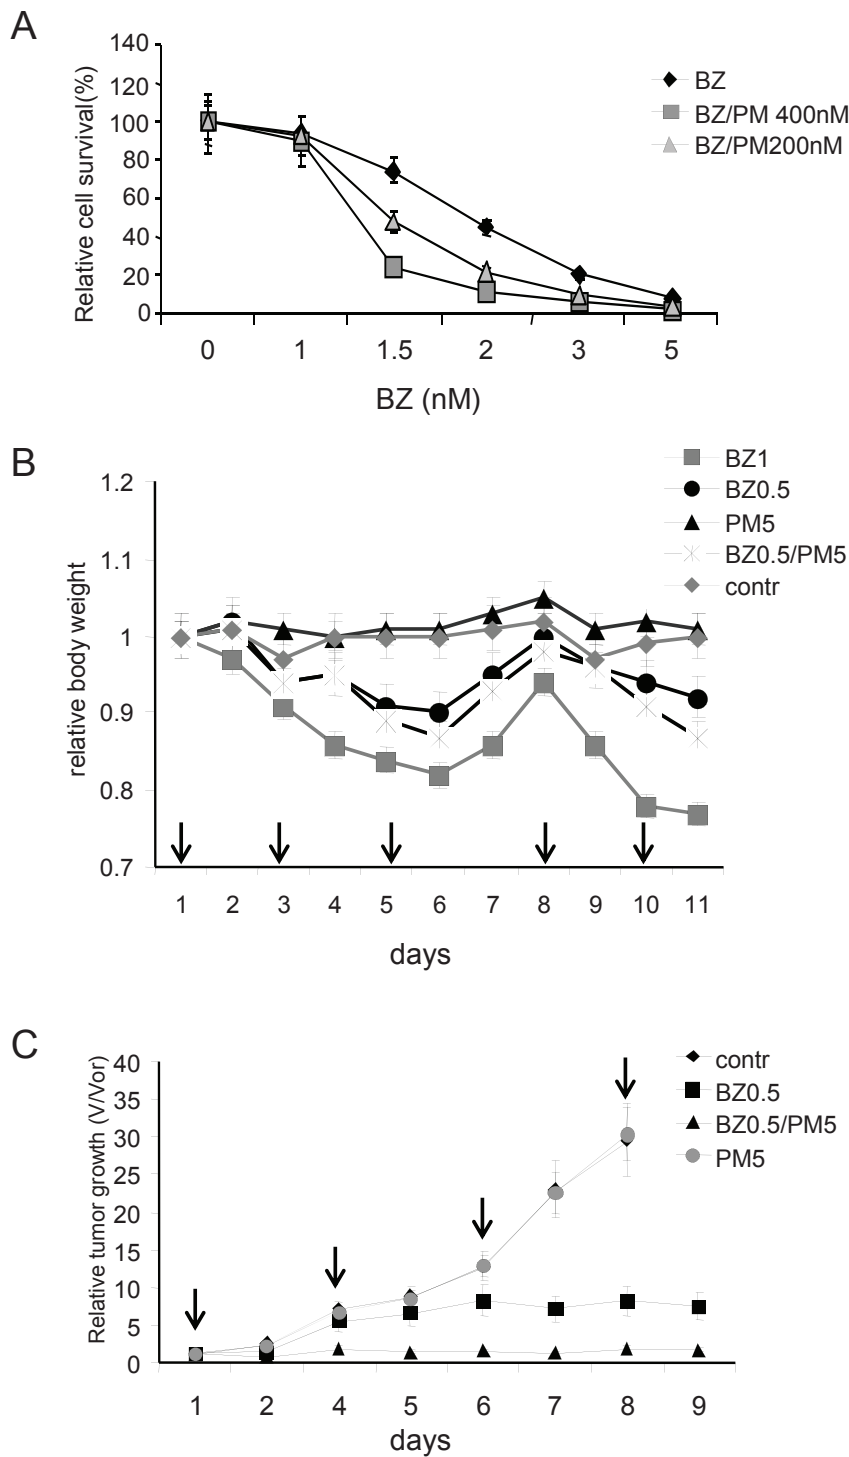 A
Relative cell survival(%)
140
120
100
80
60
40
20
0
0 1 1.5 2 3 5
BZ (nM)
BZ
BZ/PM 400nM
BZ/PM200nM
B
relative body weight
1.2
1.1
1
0.9
0.8
0.7
1 2 3 4 5 6 7 8 9 10 11
days
BZ1
BZ0.5
PM5
BZ0.5/PM5
contr
C
Relative tumor growth (V/Vor)
40
35
30
25
20
15
10
5
0
1 2 4 5 6 7 8 9
days
contr
BZ0.5
BZ0.5/PM5
PM5